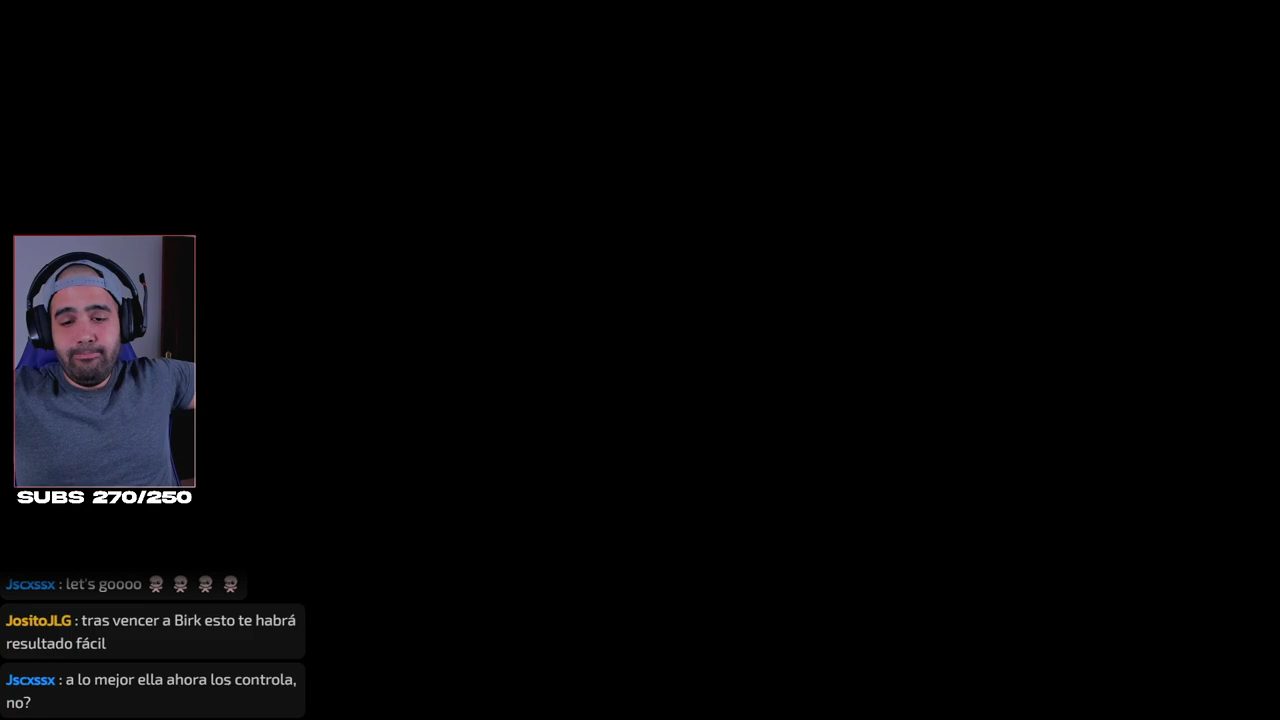 SUBS 270/250
Jscxssx : let's goooo
JositoJLG : tras vencer a Birk esto te habrá
resultado fácil
Jscxssx : a lo mejor ella ahora los controla,
no?